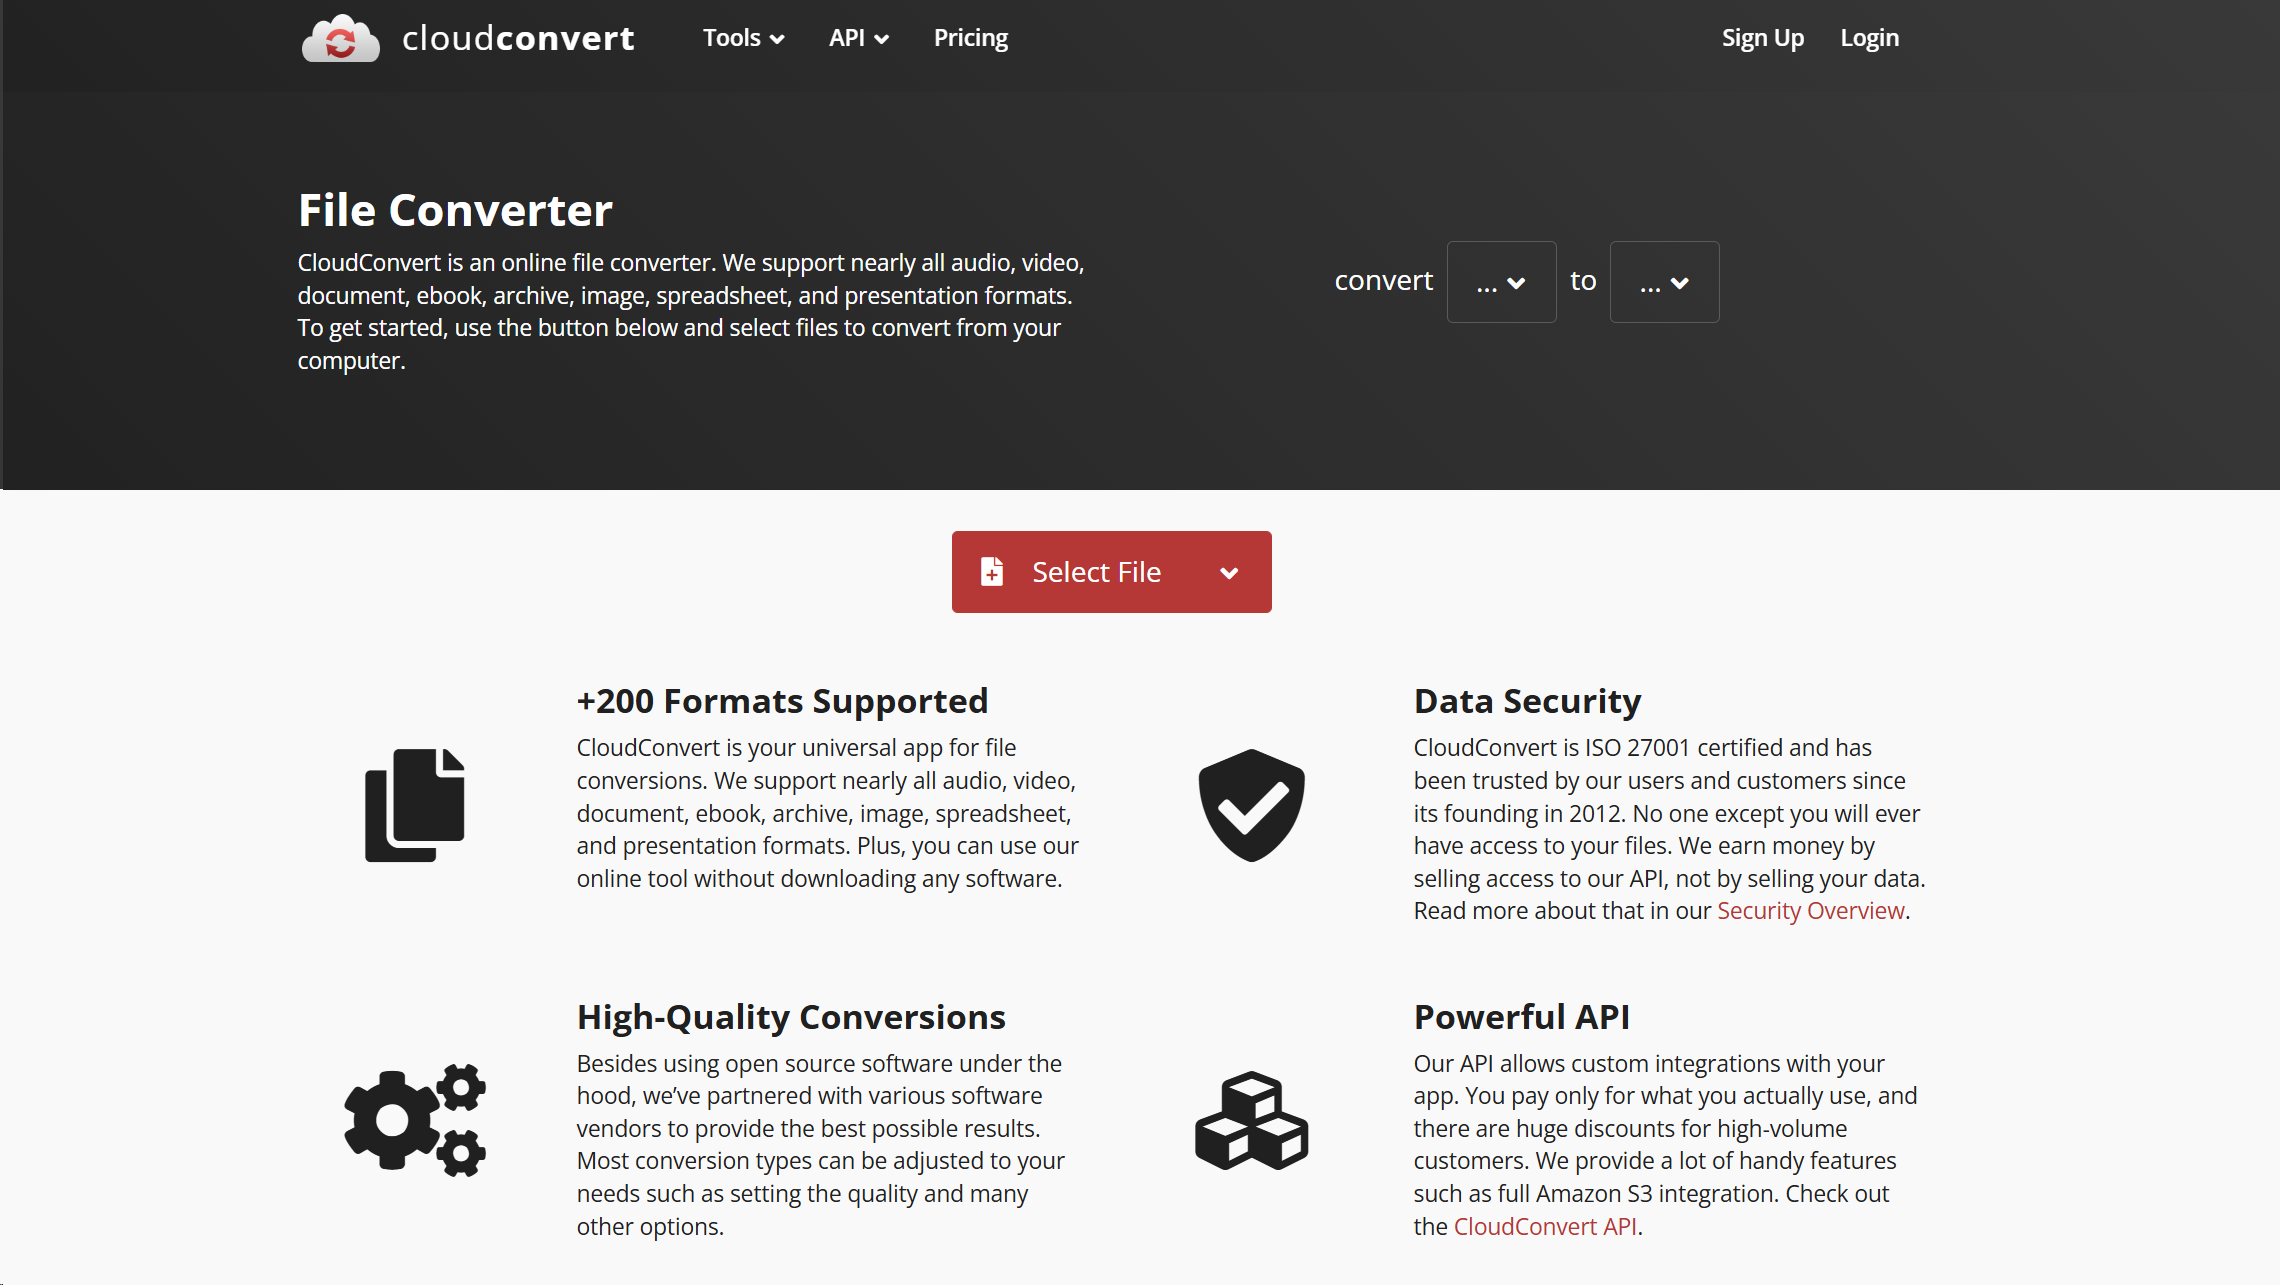 cloudconvert
Tools
API
Pricing
Sign Up
Login
File Converter
CloudConvert is an online file converter. We support nearly all audio, video,
document, ebook, archive, image, spreadsheet, and presentation formats.
To get started, use the button below and select files to convert from your
computer.
convert ... to ...
Select File
+200 Formats Supported
CloudConvert is your universal app for file
conversions. We support nearly all audio, video,
document, ebook, archive, image, spreadsheet,
and presentation formats. Plus, you can use our
online tool without downloading any software.
Data Security
CloudConvert is ISO 27001 certified and has
been trusted by our users and customers since
its founding in 2012. No one except you will ever
have access to your files. We earn money by
selling access to our API, not by selling your data.
Read more about that in our Security Overview.
High-Quality Conversions
Besides using open source software under the
hood, we’ve partnered with various software
vendors to provide the best possible results.
Most conversion types can be adjusted to your
needs such as setting the quality and many
other options.
Powerful API
Our API allows custom integrations with your
app. You pay only for what you actually use, and
there are huge discounts for high-volume
customers. We provide a lot of handy features
such as full Amazon S3 integration. Check out
the CloudConvert API.